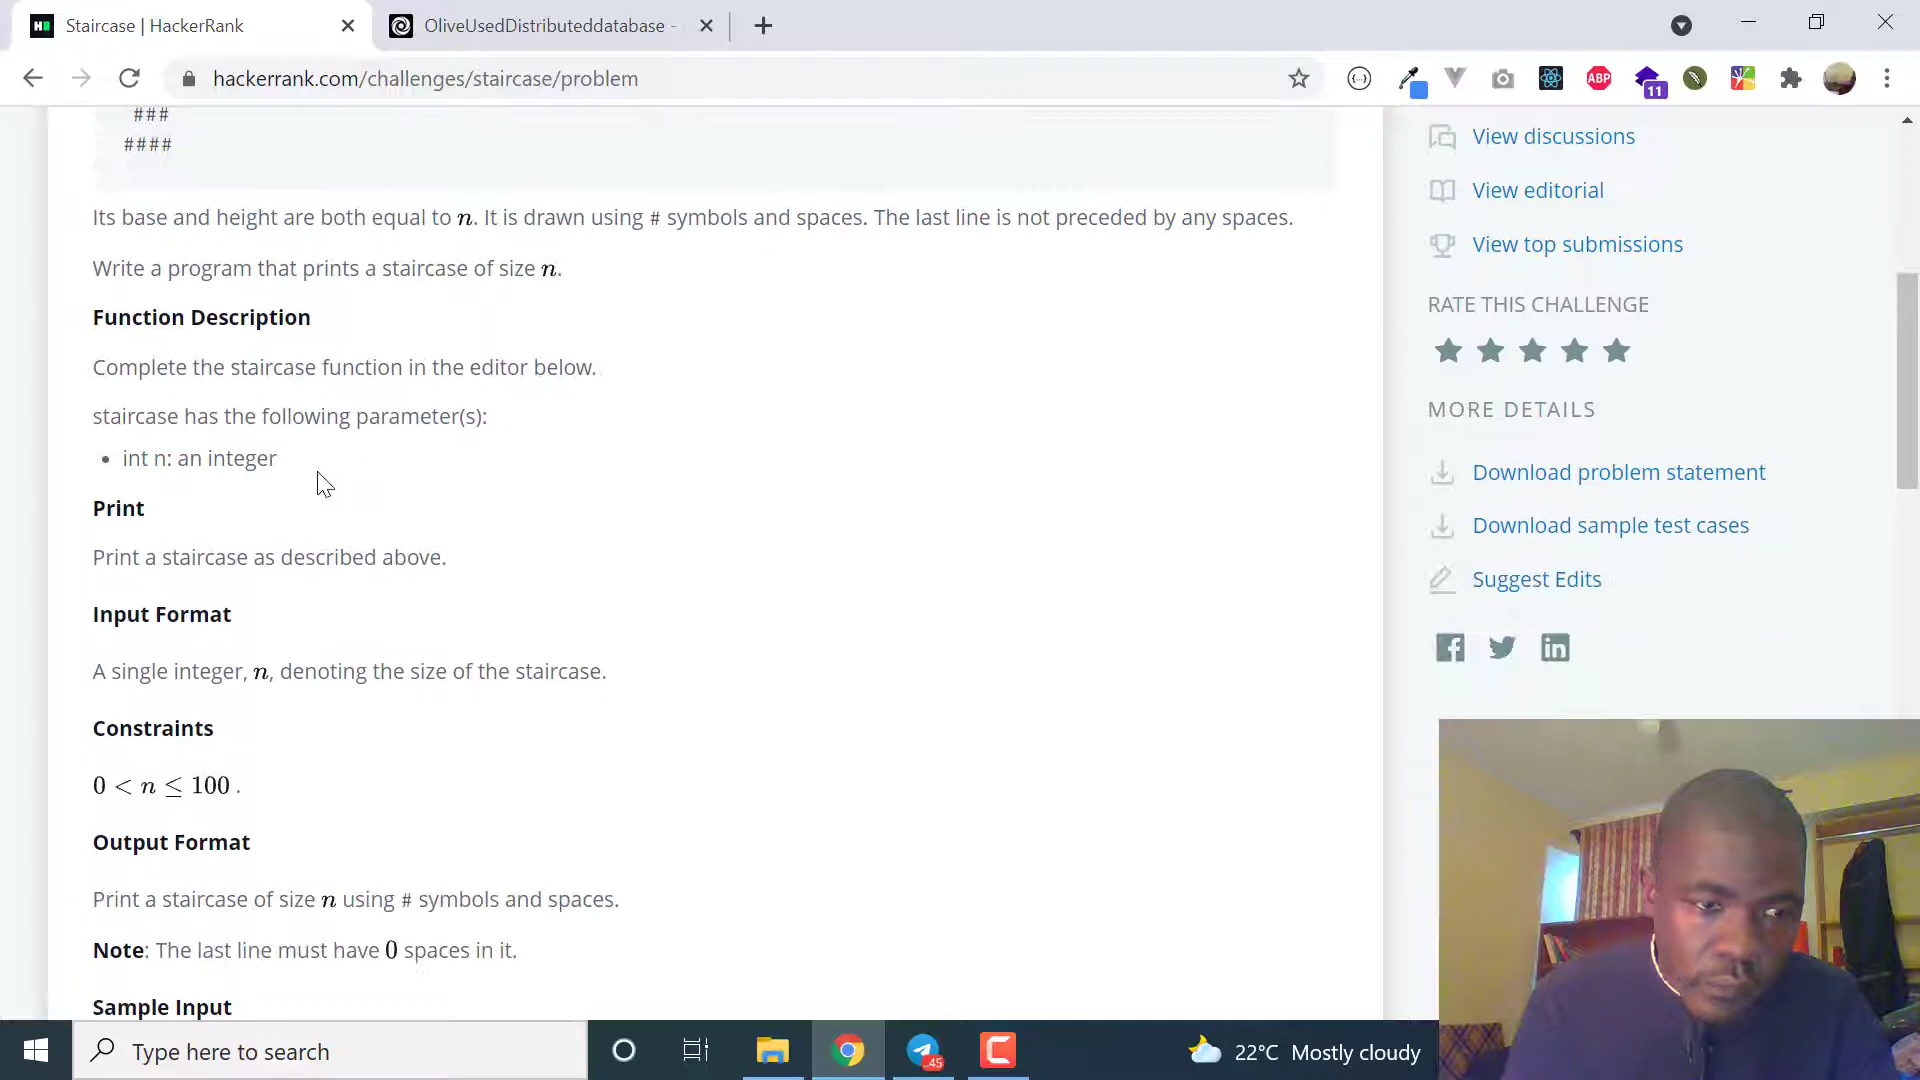 Staircase | HackerRank
OliveUsedDistributeddatabase -
hackerrank.com/challenges/staircase/problem
ABP
11
###
####
Its base and height are both equal to n. It is drawn using # symbols and spaces. The last line is not preceded by any spaces.
Write a program that prints a staircase of size n.
Function Description
Complete the staircase function in the editor below.
staircase has the following parameter(s):
• int n: an integer
Print
Print a staircase as described above.
Input Format
A single integer, n, denoting the size of the staircase.
Constraints
0 < n ≤ 100 .
Output Format
Print a staircase of size n using # symbols and spaces.
Note: The last line must have 0 spaces in it.
Sample Input
View discussions
View editorial
View top submissions
RATE THIS CHALLENGE
MORE DETAILS
Download problem statement
Download sample test cases
Suggest Edits
Type here to search
..45
22°C Mostly cloudy